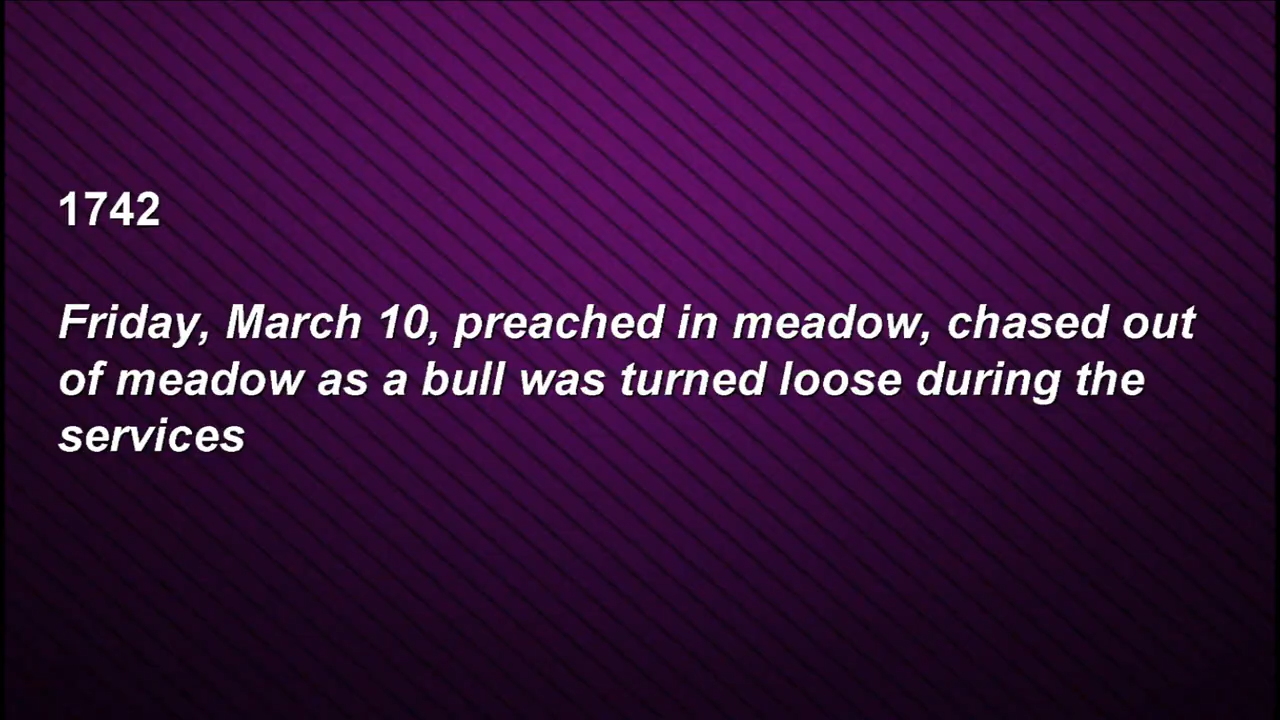 1742
Friday, March 10, preached in meadow, chased out
of meadow as a bull was turned loose during the
services